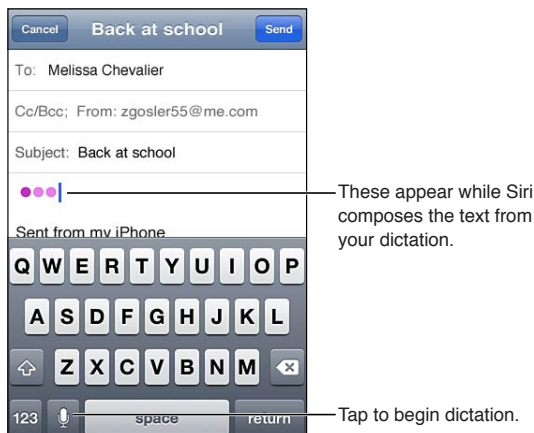 Cancel Back at school Send
To: Melissa Chevalier
Cc/Bcc; From: zgosler55@me.com
Subject: Back at school
These appear while Siri
composes the text from
your dictation.
Sent from my iPhone
Q W E R T Y U I O P
A S D F G H J K L
Z X C V B N M
123 space return
Tap to begin dictation.